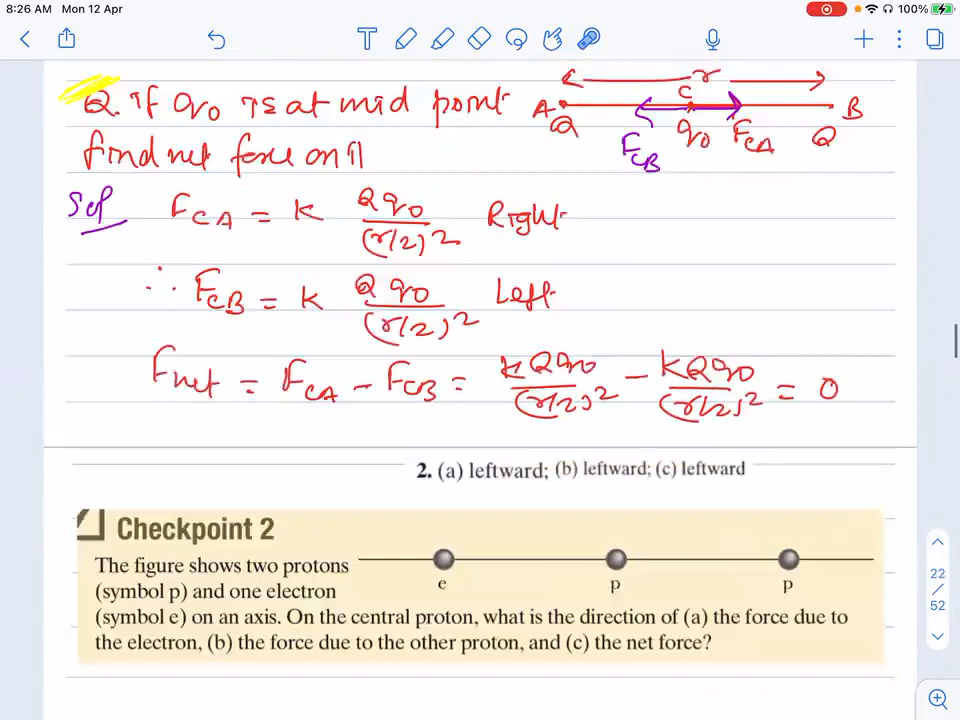 8:26 AM Mon 12 Apr 100%
Q. if q0 is at mid point
find net force on it
r
A C B
Q q0 Q
FCB FCA
Sol
FCA = K Qq0/(r/2)² Right
∴ FCB = K Qq0/(r/2)² Left
Fnet = FCA - FCB = KQq0/(r/2)² - KQq0/(r/2)² = 0
2. (a) leftward; (b) leftward; (c) leftward
Checkpoint 2
The figure shows two protons
(symbol p) and one electron
e p p
(symbol e) on an axis. On the central proton, what is the direction of (a) the force due to
the electron, (b) the force due to the other proton, and (c) the net force?
22
/
52